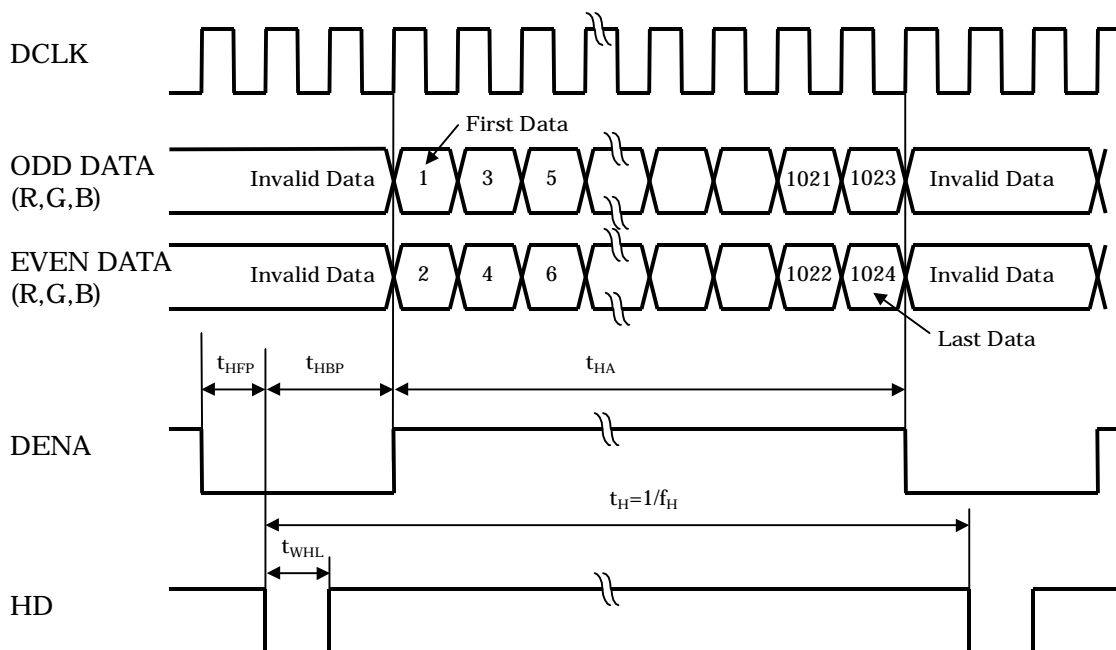 DCLK
First Data
ODD DATA
(R,G,B)
Invalid Data 1 3 5 1021 1023 Invalid Data
EVEN DATA
(R,G,B)
Invalid Data 2 4 6 1022 1024 Invalid Data
Last Data
tHFP tHBP tHA
DENA
tH=1/fH
tWHL
HD